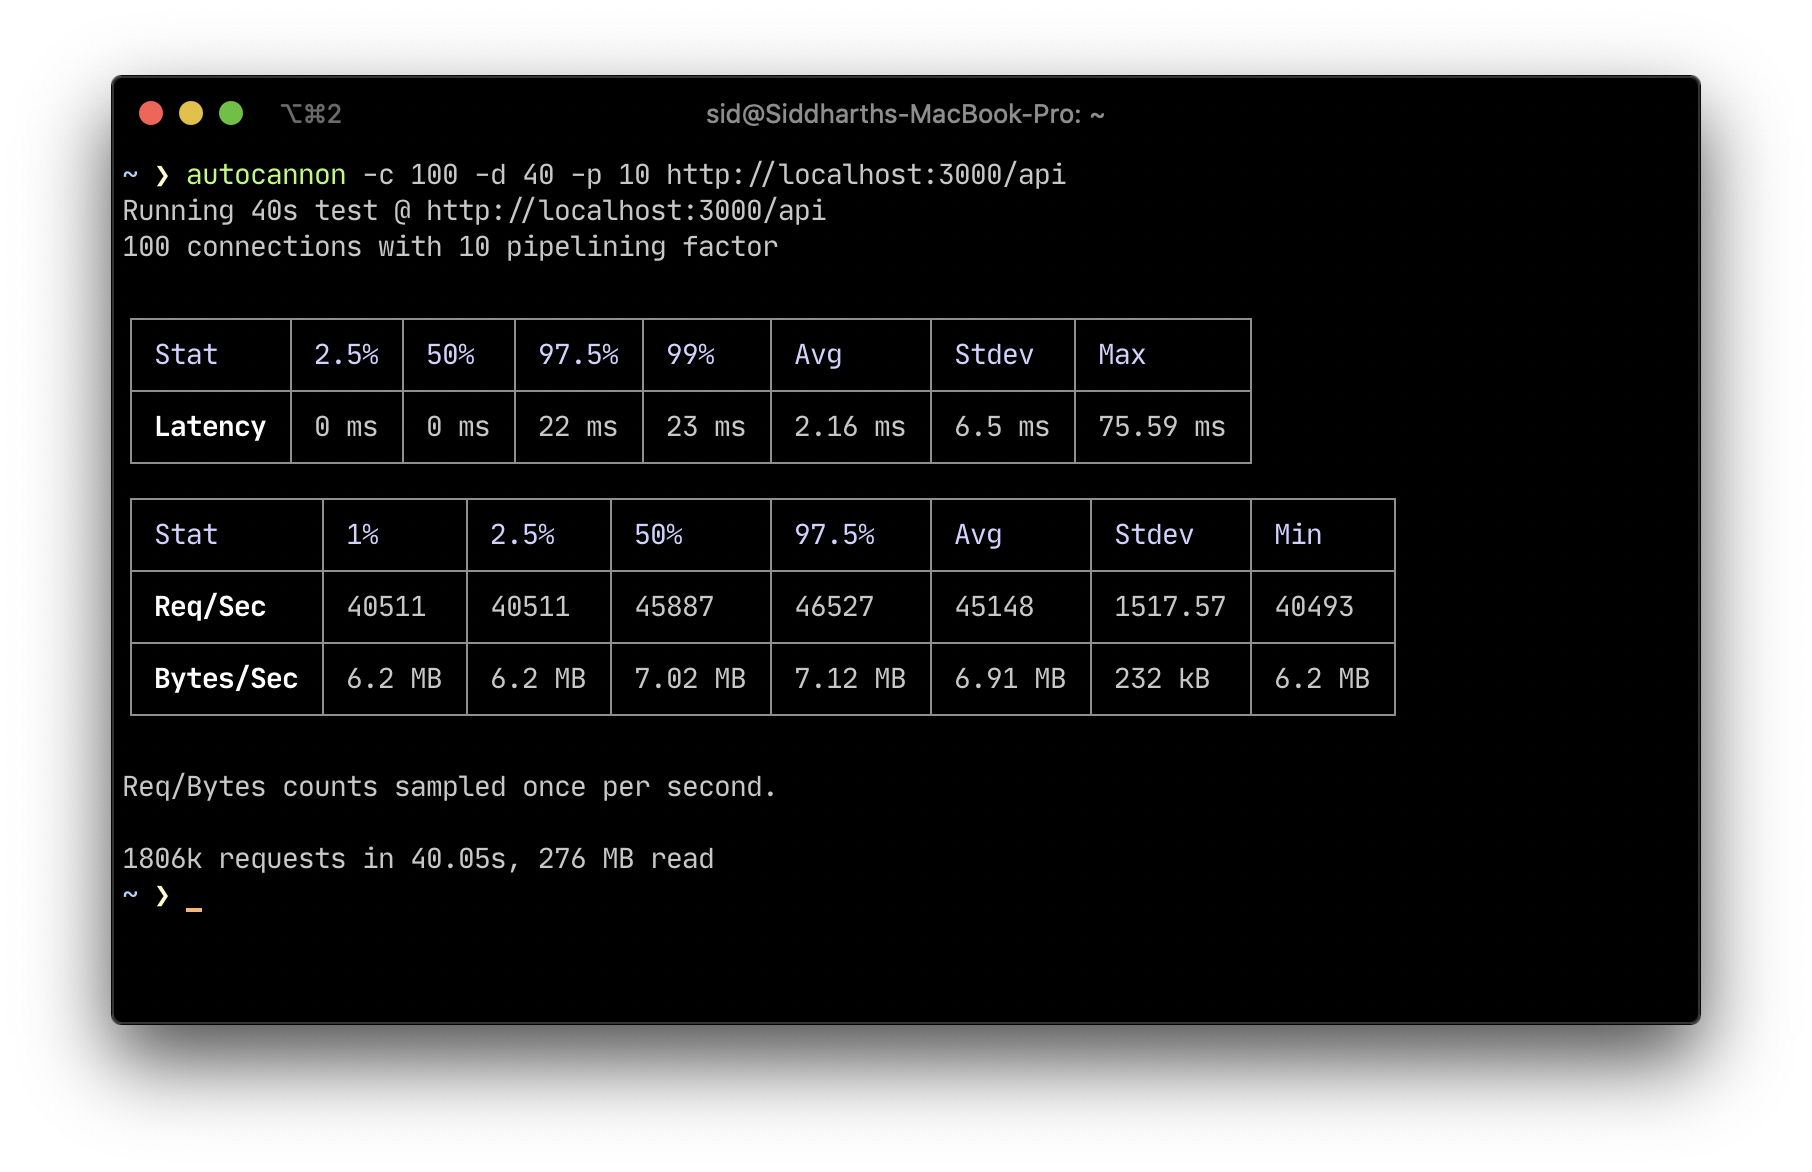 ⌥⌘2 sid@Siddharths-MacBook-Pro: ~
~ ❯ autocannon -c 100 -d 40 -p 10 http://localhost:3000/api
Running 40s test @ http://localhost:3000/api
100 connections with 10 pipelining factor
Stat 2.5% 50% 97.5% 99% Avg Stdev Max
Latency 0 ms 0 ms 22 ms 23 ms 2.16 ms 6.5 ms 75.59 ms
Stat 1% 2.5% 50% 97.5% Avg Stdev Min
Req/Sec 40511 40511 45887 46527 45148 1517.57 40493
Bytes/Sec 6.2 MB 6.2 MB 7.02 MB 7.12 MB 6.91 MB 232 kB 6.2 MB
Req/Bytes counts sampled once per second.
1806k requests in 40.05s, 276 MB read
~ ❯ _